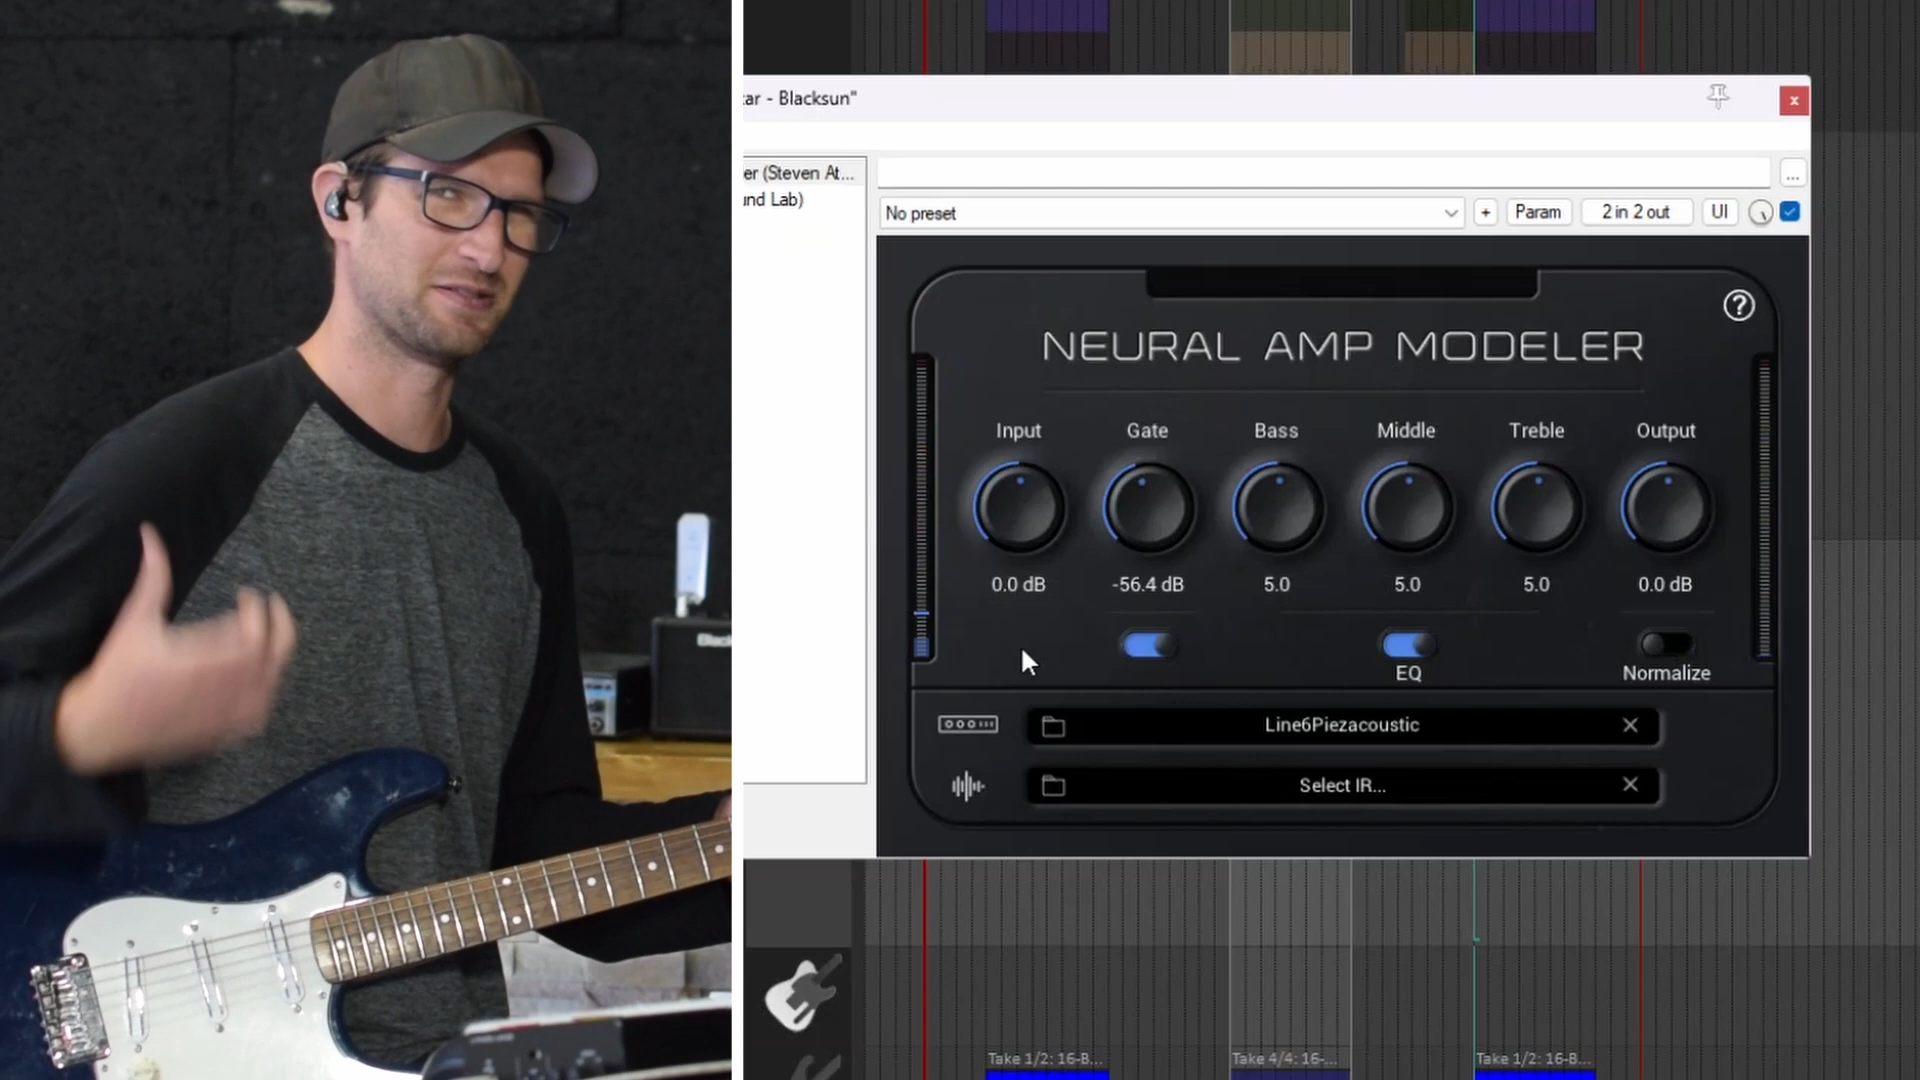 ar - Blacksun"
x
er (Steven At...
und Lab)
...
No preset
+
Param
2 in 2 out
UI
?
NEURAL AMP MODELER
Input
Gate
Bass
Middle
Treble
Output
0.0 dB
-56.4 dB
5.0
5.0
5.0
0.0 dB
EQ
Normalize
Line6Piezacoustic
Select IR...
Take 1/2: 16-B...
Take 4/4: 16-...
Take 1/2: 16-B...